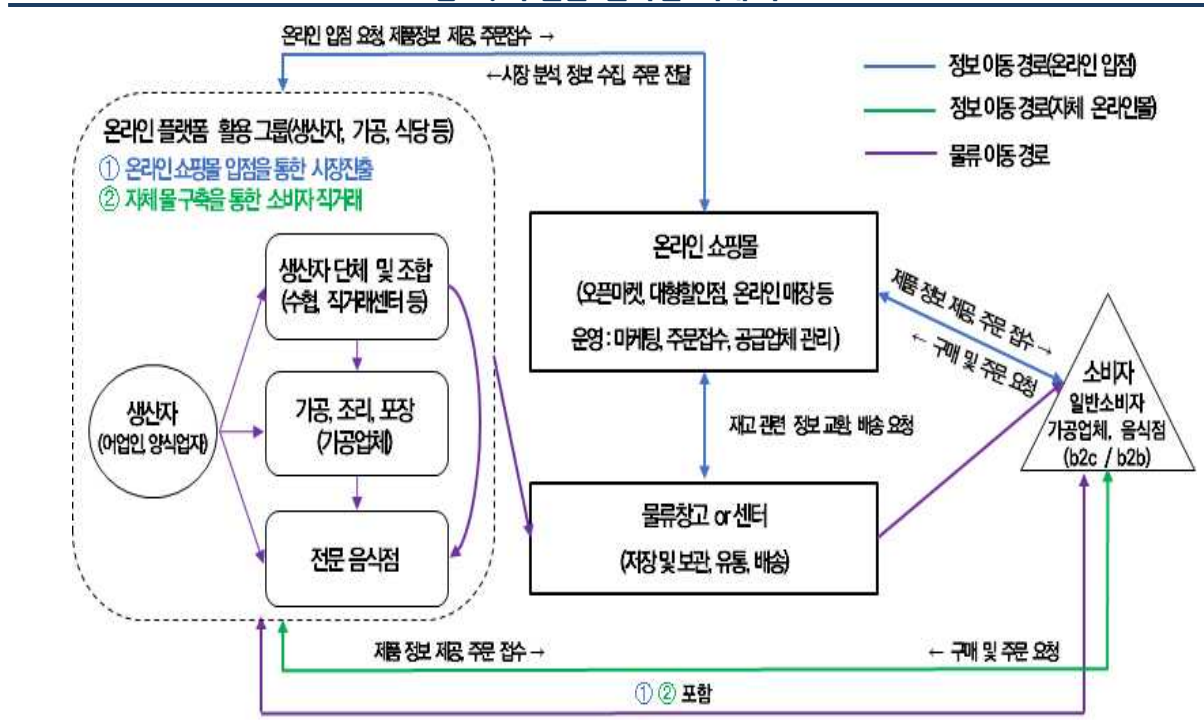 온라인 입점 요청, 제품정보 제공, 주문접수 →
←시장 분석, 정보 수집, 주문 전달
정보 이동 경로(온라인 입점)
정보 이동 경로(자체 온라인몰)
물류 이동 경로
온라인 플랫폼 활용 그룹(생산자, 가공, 식당 등)
① 온라인 쇼핑몰 입점을 통한 시장진출
② 자체 몰 구축을 통한 소비자 직거래
생산자 단체 및 조합
(수협, 직거래센터 등)
생산자
(어업인, 양식업자)
가공, 조리, 포장
(가공업체)
전문 음식점
온라인 쇼핑몰
(오픈마켓, 대형할인점, 온라인 매장 등
운영 : 마케팅, 주문접수, 공급업체 관리)
재고 관련 정보 교환, 배송 요청
물류창고 or 센터
(저장 및 보관, 유통, 배송)
제품 정보 제공, 주문 접수 →
← 구매 및 주문 요청
소비자
일반소비자
가공업체, 음식점
(b2c / b2b)
제품 정보 제공, 주문 접수 →
← 구매 및 주문 요청
① ② 포함